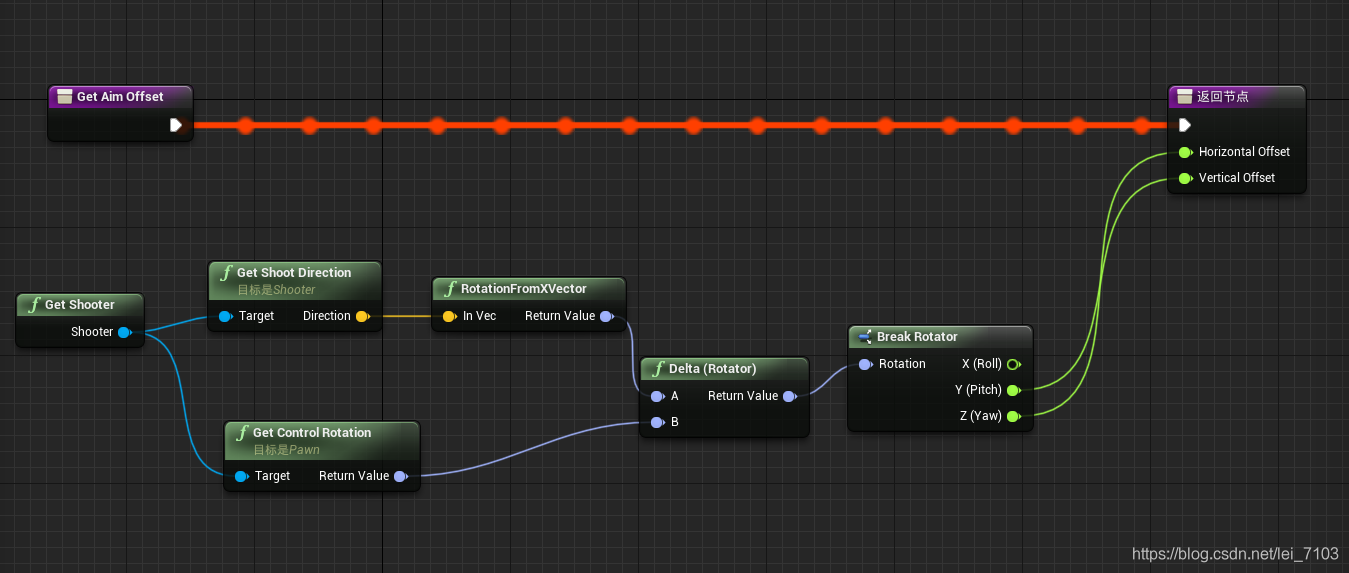 Get Aim Offset
返回节点
Horizontal Offset
Vertical Offset
Get Shooter
Shooter
Get Shoot Direction
目标是Shooter
Target
Direction
RotationFromXVector
In Vec
Return Value
Get Control Rotation
目标是Pawn
Target
Return Value
Delta (Rotator)
A
Return Value
B
Break Rotator
Rotation
X (Roll)
Y (Pitch)
Z (Yaw)
https://blog.csdn.net/lei_7103